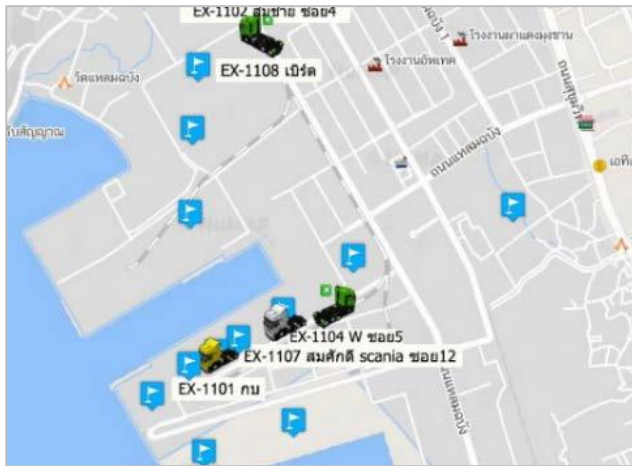 EX-1102 สมชาย ซอย4
EX-1108 เบิร์ด
วัดแหลมฉบัง
โรงงานอัพเทค
ถนนแหลมฉบัง
EX-1104 W ซอย5
EX-1107 สมศักดิ์ scania ซอย12
EX-1101 กบ